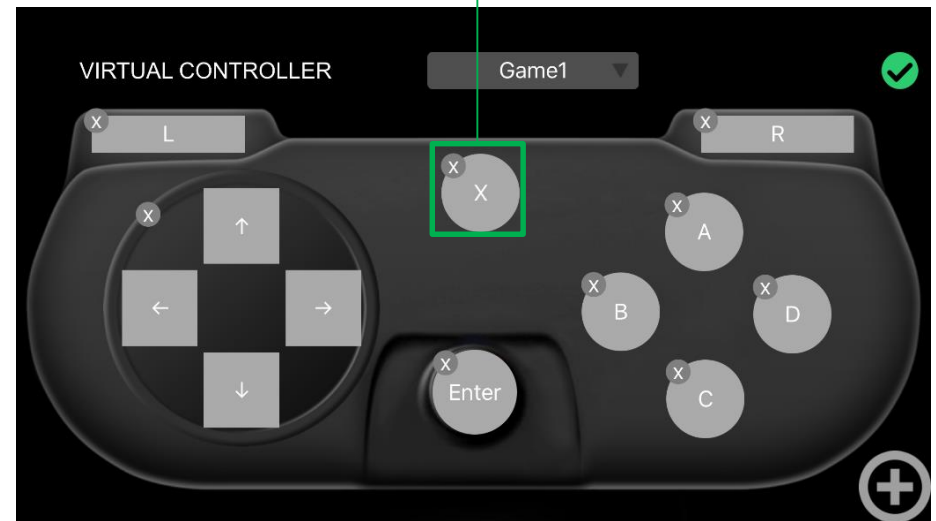 VIRTUAL CONTROLLER
Game1
X
L
X
R
X
X
X
↑
X
A
←
→
X
B
X
D
↓
X
Enter
X
C